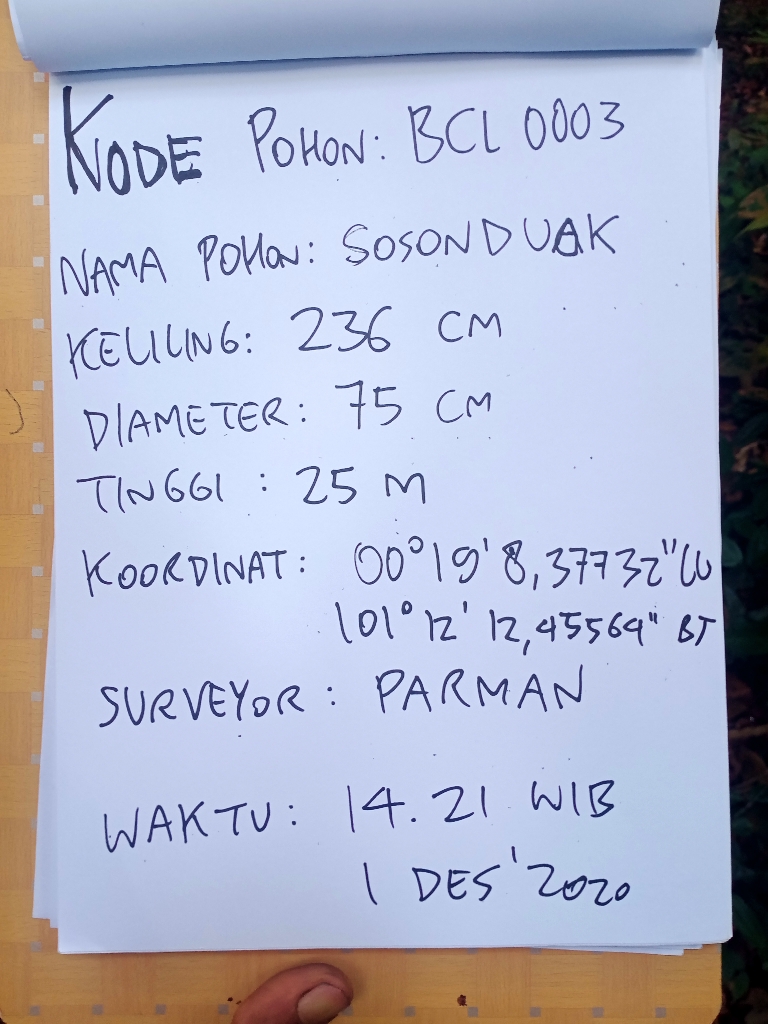 KODE POHON: BCL 0003
NAMA POHON: SOSONDUAK
KELILING: 236 CM
DIAMETER: 75 CM
TINGGI : 25 M
KOORDINAT: 00°19'8,37732" LU
101°12'12,45564" BT
SURVEYOR: PARMAN
WAKTU: 14.21 WIB
1 DES'2020